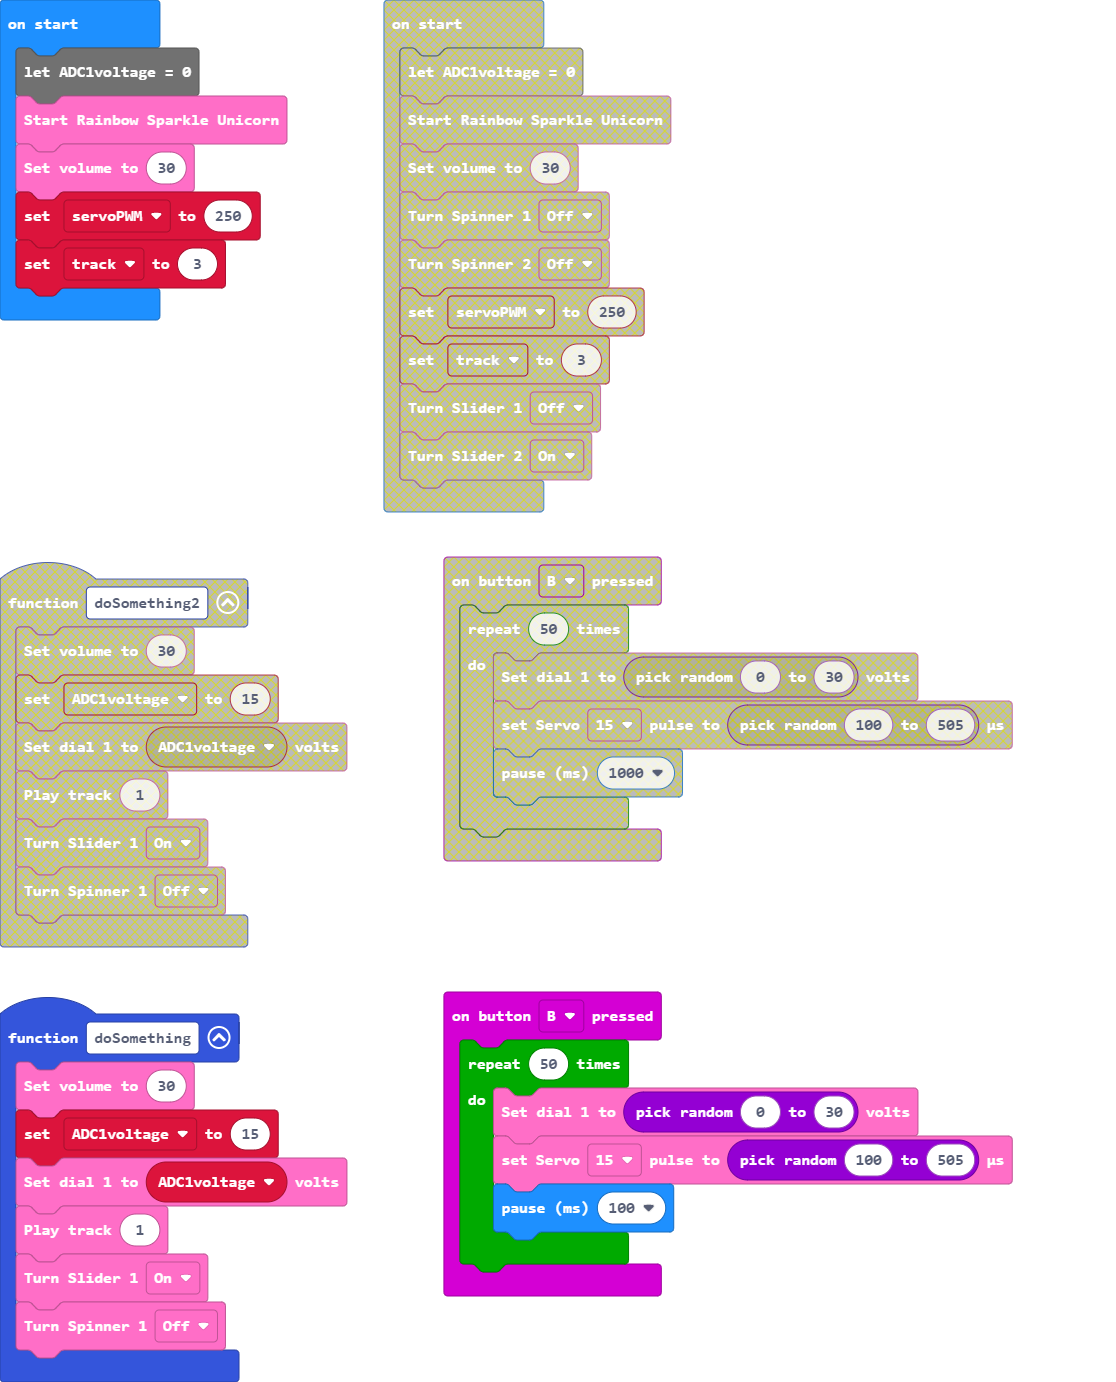 on start
let ADC1voltage = 0
Start Rainbow Sparkle Unicorn
Set volume to 30
set servoPWM to 250
set track to 3
on start
let ADC1voltage = 0
Start Rainbow Sparkle Unicorn
Set volume to 30
Turn Spinner 1 Off
Turn Spinner 2 Off
set servoPWM to 250
set track to 3
Turn Slider 1 Off
Turn Slider 2 On
function doSomething2
Set volume to 30
set ADC1voltage to 15
Set dial 1 to ADC1voltage volts
Play track 1
Turn Slider 1 On
Turn Spinner 1 Off
on button B pressed
repeat 50 times
do
Set dial 1 to pick random 0 to 30 volts
set Servo 15 pulse to pick random 100 to 505 µs
pause (ms) 1000
function doSomething
Set volume to 30
set ADC1voltage to 15
Set dial 1 to ADC1voltage volts
Play track 1
Turn Slider 1 On
Turn Spinner 1 Off
on button B pressed
repeat 50 times
do
Set dial 1 to pick random 0 to 30 volts
set Servo 15 pulse to pick random 100 to 505 µs
pause (ms) 100